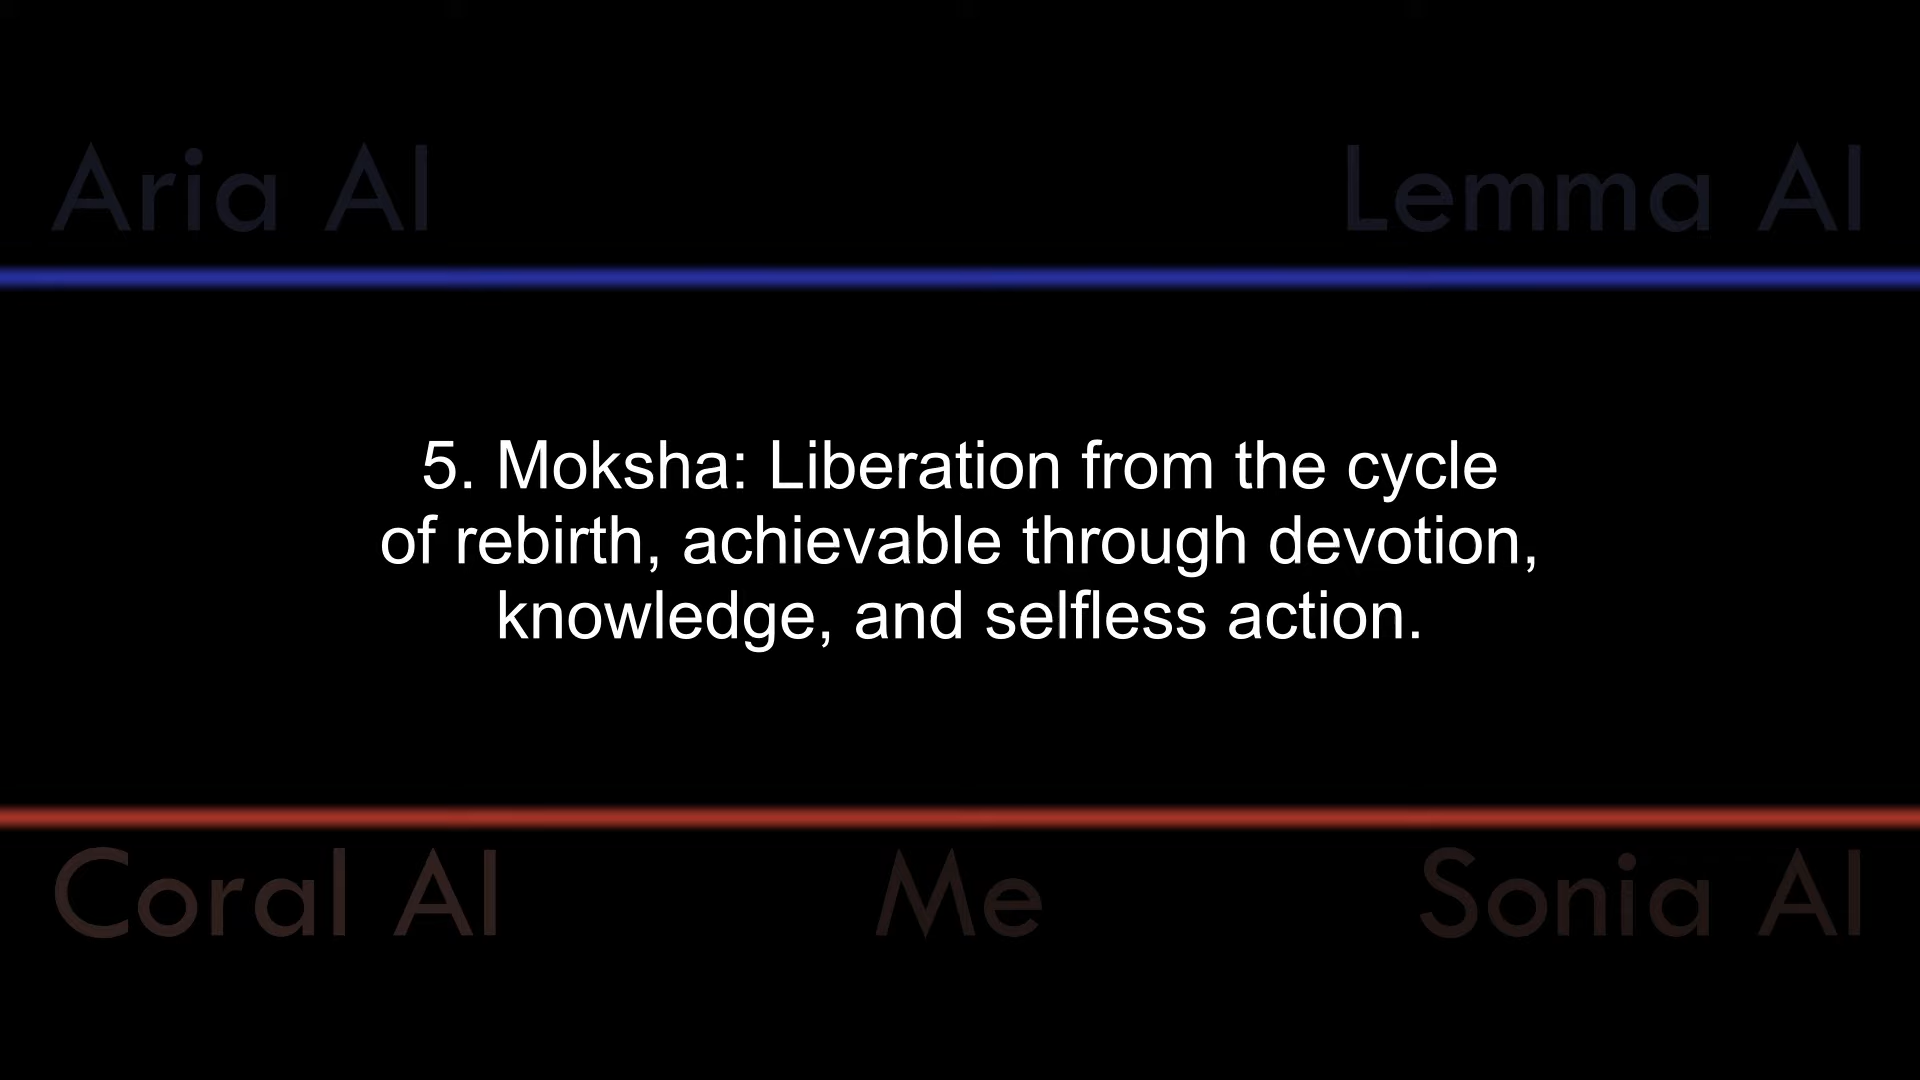 Aria AI
Lemma AI
5. Moksha: Liberation from the cycle
of rebirth, achievable through devotion,
knowledge, and selfless action.
Coral AI
Me
Sonia AI